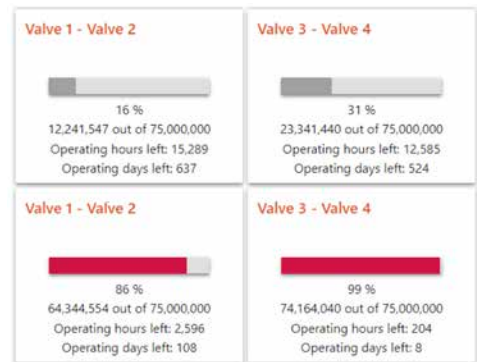 Valve 1 - Valve 2
16 %
12,241,547 out of 75,000,000
Operating hours left: 15,289
Operating days left: 637
Valve 3 - Valve 4
31 %
23,341,440 out of 75,000,000
Operating hours left: 12,585
Operating days left: 524
Valve 1 - Valve 2
86 %
64,344,554 out of 75,000,000
Operating hours left: 2,596
Operating days left: 108
Valve 3 - Valve 4
99 %
74,164,040 out of 75,000,000
Operating hours left: 204
Operating days left: 8